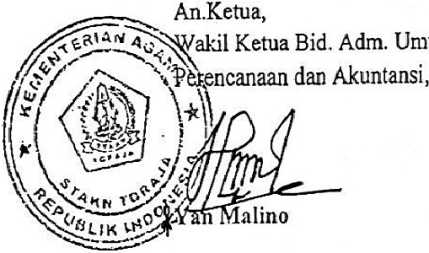 An.Ketua,
Wakil Ketua Bid. Adm. Um
Perencanaan dan Akuntansi,
KEMENTERIAN AGAMA
STAKN TORAJA
REPUBLIK INDONESIA
Yan Malino